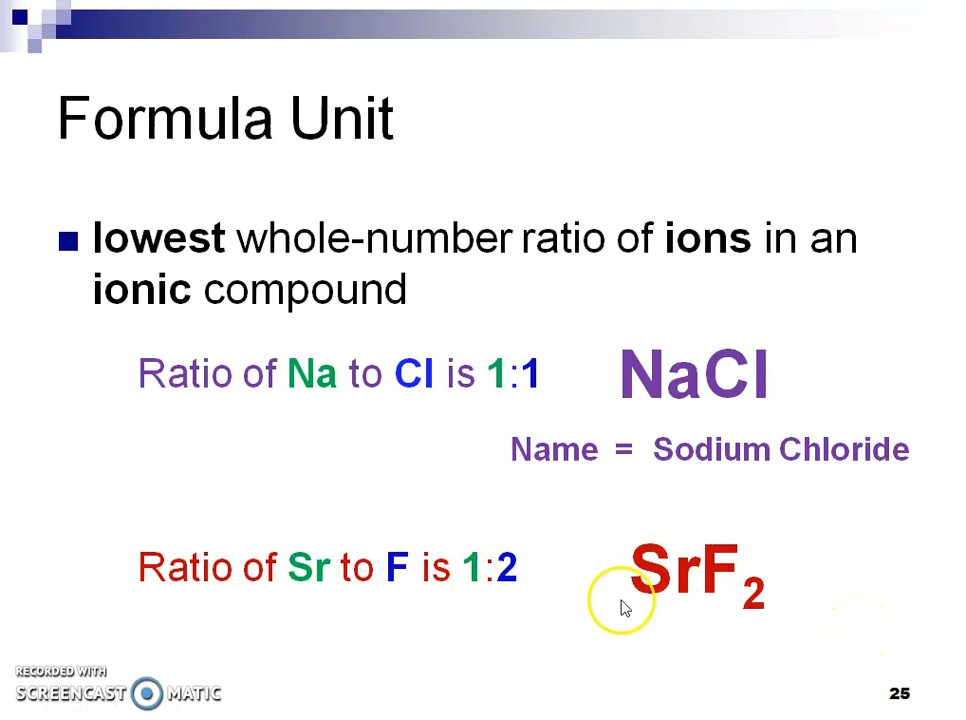 Formula Unit
lowest whole-number ratio of ions in an
ionic compound
Ratio of Na to Cl is 1:1 NaCl
Name = Sodium Chloride
Ratio of Sr to F is 1:2 SrF₂
RECORDED WITH
SCREENCAST MATIC
25